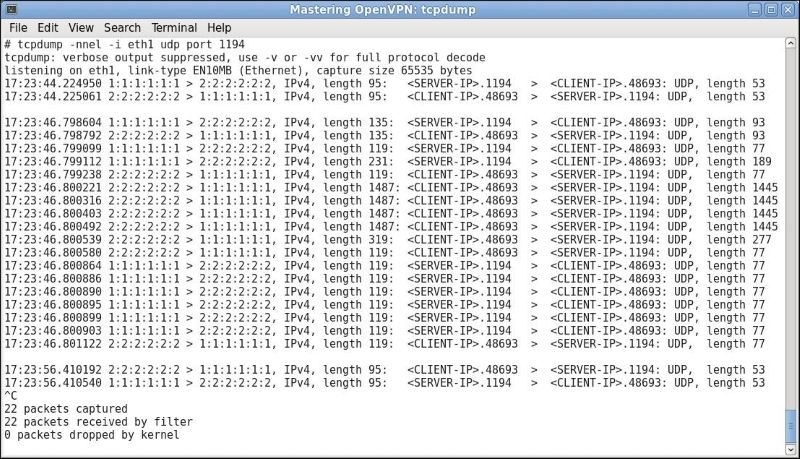 Mastering OpenVPN: tcpdump
File Edit View Search Terminal Help
# tcpdump -nnel -i eth1 udp port 1194
tcpdump: verbose output suppressed, use -v or -vv for full protocol decode
listening on eth1, link-type EN10MB (Ethernet), capture size 65535 bytes
17:23:44.224950 1:1:1:1:1:1 > 2:2:2:2:2:2, IPv4, length 95: <SERVER-IP>.1194 > <CLIENT-IP>.48693: UDP, length 53
17:23:44.225061 2:2:2:2:2:2 > 1:1:1:1:1:1, IPv4, length 95: <CLIENT-IP>.48693 > <SERVER-IP>.1194: UDP, length 53
17:23:46.798604 1:1:1:1:1:1 > 2:2:2:2:2:2, IPv4, length 135: <SERVER-IP>.1194 > <CLIENT-IP>.48693: UDP, length 93
17:23:46.798792 2:2:2:2:2:2 > 1:1:1:1:1:1, IPv4, length 135: <CLIENT-IP>.48693 > <SERVER-IP>.1194: UDP, length 93
17:23:46.799099 1:1:1:1:1:1 > 2:2:2:2:2:2, IPv4, length 119: <SERVER-IP>.1194 > <CLIENT-IP>.48693: UDP, length 77
17:23:46.799112 1:1:1:1:1:1 > 2:2:2:2:2:2, IPv4, length 231: <SERVER-IP>.1194 > <CLIENT-IP>.48693: UDP, length 189
17:23:46.799238 2:2:2:2:2:2 > 1:1:1:1:1:1, IPv4, length 119: <CLIENT-IP>.48693 > <SERVER-IP>.1194: UDP, length 77
17:23:46.800221 2:2:2:2:2:2 > 1:1:1:1:1:1, IPv4, length 1487: <CLIENT-IP>.48693 > <SERVER-IP>.1194: UDP, length 1445
17:23:46.800316 2:2:2:2:2:2 > 1:1:1:1:1:1, IPv4, length 1487: <CLIENT-IP>.48693 > <SERVER-IP>.1194: UDP, length 1445
17:23:46.800403 2:2:2:2:2:2 > 1:1:1:1:1:1, IPv4, length 1487: <CLIENT-IP>.48693 > <SERVER-IP>.1194: UDP, length 1445
17:23:46.800492 2:2:2:2:2:2 > 1:1:1:1:1:1, IPv4, length 1487: <CLIENT-IP>.48693 > <SERVER-IP>.1194: UDP, length 1445
17:23:46.800539 2:2:2:2:2:2 > 1:1:1:1:1:1, IPv4, length 319: <CLIENT-IP>.48693 > <SERVER-IP>.1194: UDP, length 277
17:23:46.800580 2:2:2:2:2:2 > 1:1:1:1:1:1, IPv4, length 119: <CLIENT-IP>.48693 > <SERVER-IP>.1194: UDP, length 77
17:23:46.800864 1:1:1:1:1:1 > 2:2:2:2:2:2, IPv4, length 119: <SERVER-IP>.1194 > <CLIENT-IP>.48693: UDP, length 77
17:23:46.800886 1:1:1:1:1:1 > 2:2:2:2:2:2, IPv4, length 119: <SERVER-IP>.1194 > <CLIENT-IP>.48693: UDP, length 77
17:23:46.800890 1:1:1:1:1:1 > 2:2:2:2:2:2, IPv4, length 119: <SERVER-IP>.1194 > <CLIENT-IP>.48693: UDP, length 77
17:23:46.800895 1:1:1:1:1:1 > 2:2:2:2:2:2, IPv4, length 119: <SERVER-IP>.1194 > <CLIENT-IP>.48693: UDP, length 77
17:23:46.800899 1:1:1:1:1:1 > 2:2:2:2:2:2, IPv4, length 119: <SERVER-IP>.1194 > <CLIENT-IP>.48693: UDP, length 77
17:23:46.800903 1:1:1:1:1:1 > 2:2:2:2:2:2, IPv4, length 119: <SERVER-IP>.1194 > <CLIENT-IP>.48693: UDP, length 77
17:23:46.801122 2:2:2:2:2:2 > 1:1:1:1:1:1, IPv4, length 119: <CLIENT-IP>.48693 > <SERVER-IP>.1194: UDP, length 77
17:23:56.410192 2:2:2:2:2:2 > 1:1:1:1:1:1, IPv4, length 95: <CLIENT-IP>.48693 > <SERVER-IP>.1194: UDP, length 53
17:23:56.410540 1:1:1:1:1:1 > 2:2:2:2:2:2, IPv4, length 95: <SERVER-IP>.1194 > <CLIENT-IP>.48693: UDP, length 53
^C
22 packets captured
22 packets received by filter
0 packets dropped by kernel